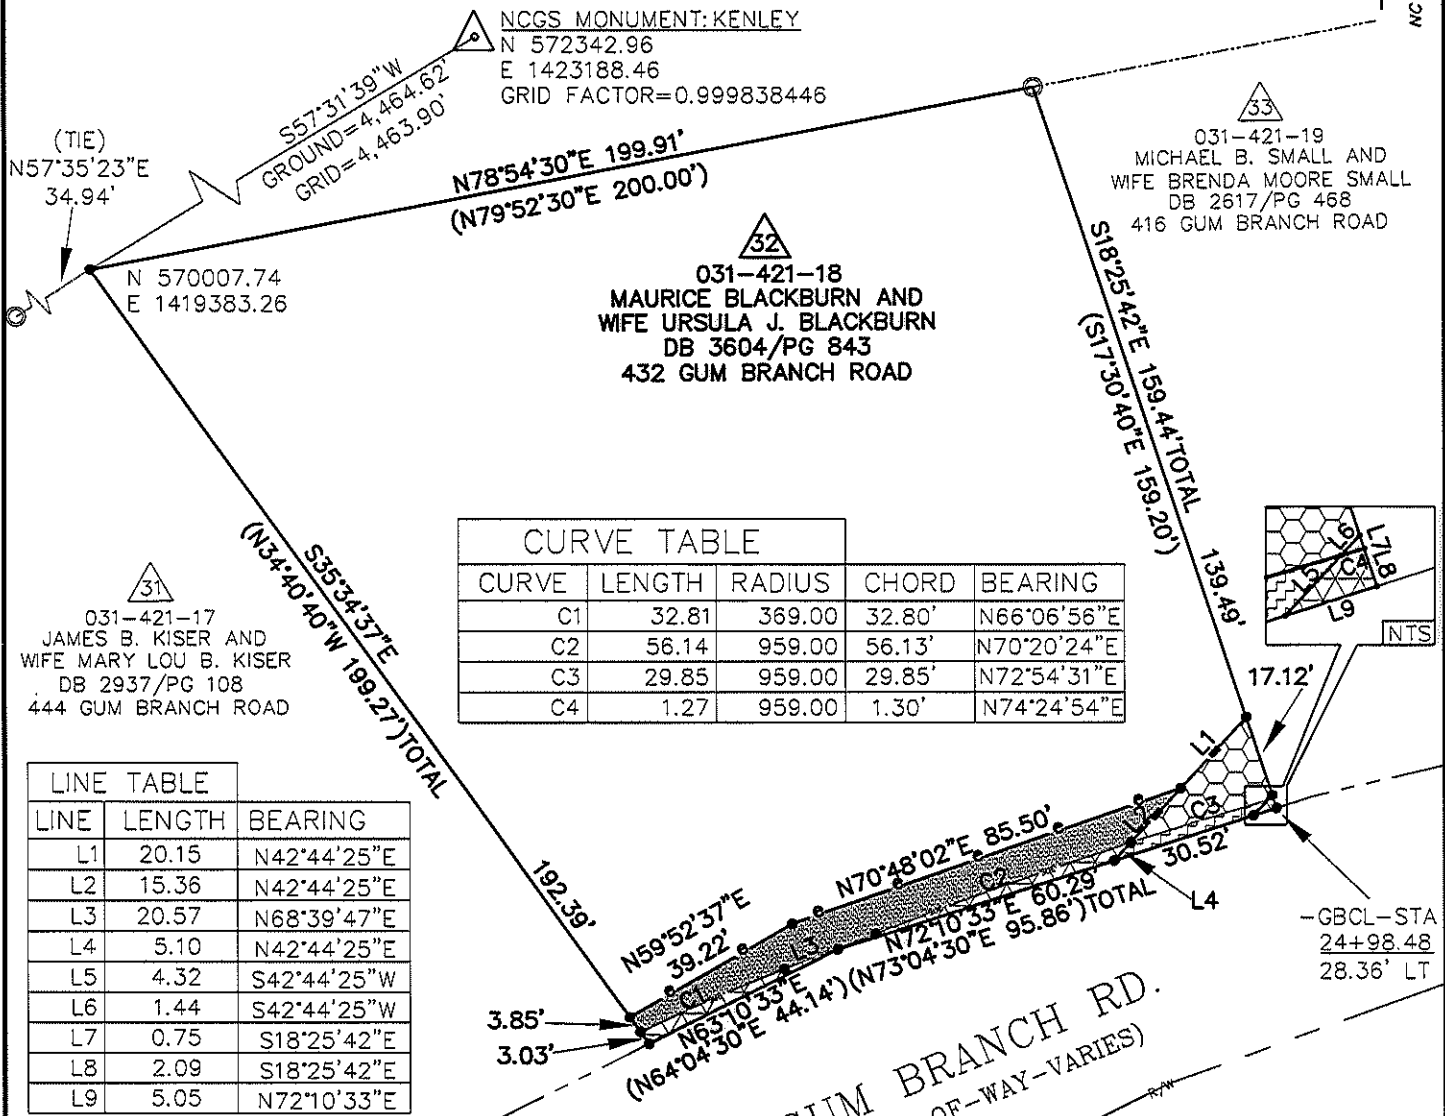 NCGS MONUMENT: KENLEY
N 572342.96
E 1423188.46
GRID FACTOR=0.999838446
NC
S57°31'39"W
GROUND=4,464.62'
GRID=4,463.90'
(TIE)
N57°35'23"E
34.94'
N 570007.74
E 1419383.26
N78°54'30"E 199.91'
(N79°52'30"E 200.00')
33
031-421-19
MICHAEL B. SMALL AND
WIFE BRENDA MOORE SMALL
DB 2617/PG 468
416 GUM BRANCH ROAD
32
031-421-18
MAURICE BLACKBURN AND
WIFE URSULA J. BLACKBURN
DB 3604/PG 843
432 GUM BRANCH ROAD
S18°25'42"E 159.44'TOTAL
(S17°30'40"E 159.20')
139.49'
S35°34'37"E
(N34°40'40"W 199.27')TOTAL
192.39'
31
031-421-17
JAMES B. KISER AND
WIFE MARY LOU B. KISER
DB 2937/PG 108
444 GUM BRANCH ROAD
CURVE TABLE
CURVE LENGTH RADIUS CHORD BEARING
C1 32.81 369.00 32.80' N66°06'56"E
C2 56.14 959.00 56.13' N70°20'24"E
C3 29.85 959.00 29.85' N72°54'31"E
C4 1.27 959.00 1.30' N74°24'54"E
L6
L7
L8
L5
C4
L9
NTS
17.12'
LINE TABLE
LINE LENGTH BEARING
L1 20.15 N42°44'25"E
L2 15.36 N42°44'25"E
L3 20.57 N68°39'47"E
L4 5.10 N42°44'25"E
L5 4.32 S42°44'25"W
L6 1.44 S42°44'25"W
L7 0.75 S18°25'42"E
L8 2.09 S18°25'42"E
L9 5.05 N72°10'33"E
L1
L2
C3
30.52'
L4
N70°48'02"E 85.50'
C2
N59°52'37"E
39.22'
L3
C1
3.85'
3.03'
N72°10'33"E 60.29'
(N73°04'30"E 95.86')TOTAL
N63°10'33"E
(N64°04'30"E 44.14')
-GBCL-STA
24+98.48
28.36' LT
GUM BRANCH RD.
OF-WAY-VARIES)
R/W